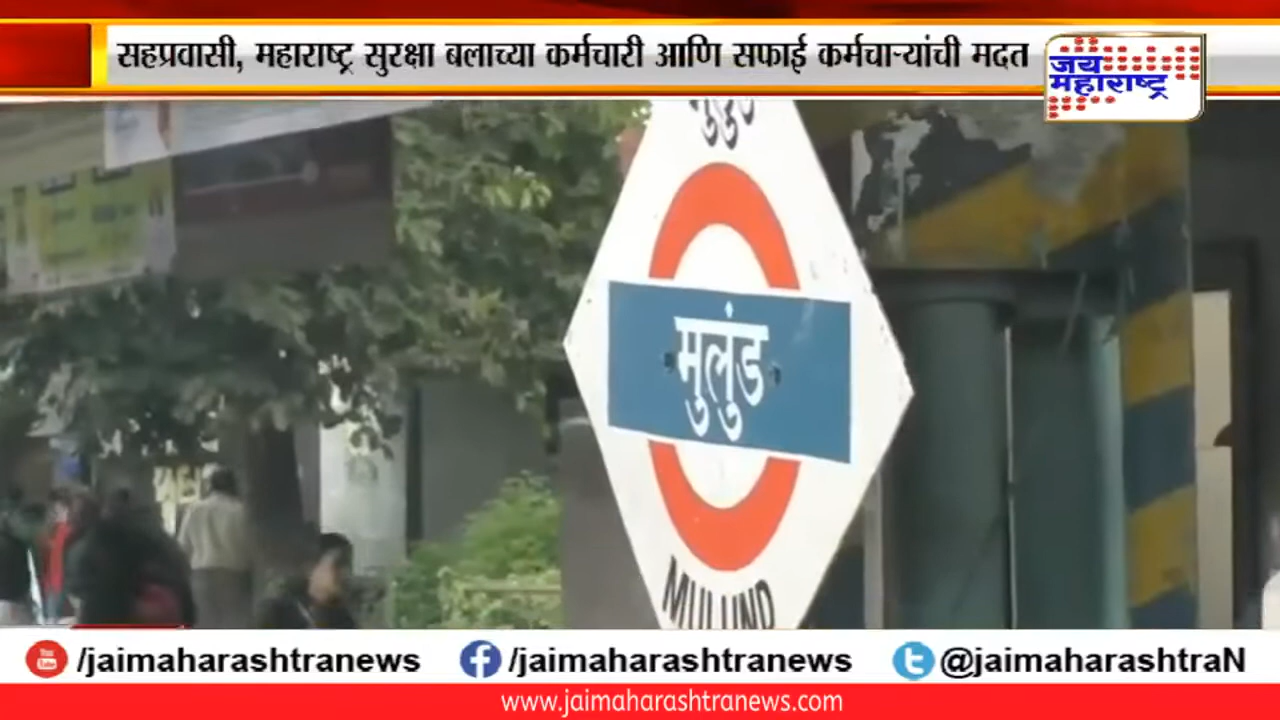 सहप्रवासी, महाराष्ट्र सुरक्षा बलाच्या कर्मचारी आणि सफाई कर्मचाऱ्यांची मदत
जय
महाराष्ट्र
मुलुंड
MULUND
/jaimaharashtranews
/jaimaharashtranews
@jaimaharashtraN
www.jaimaharashtranews.com